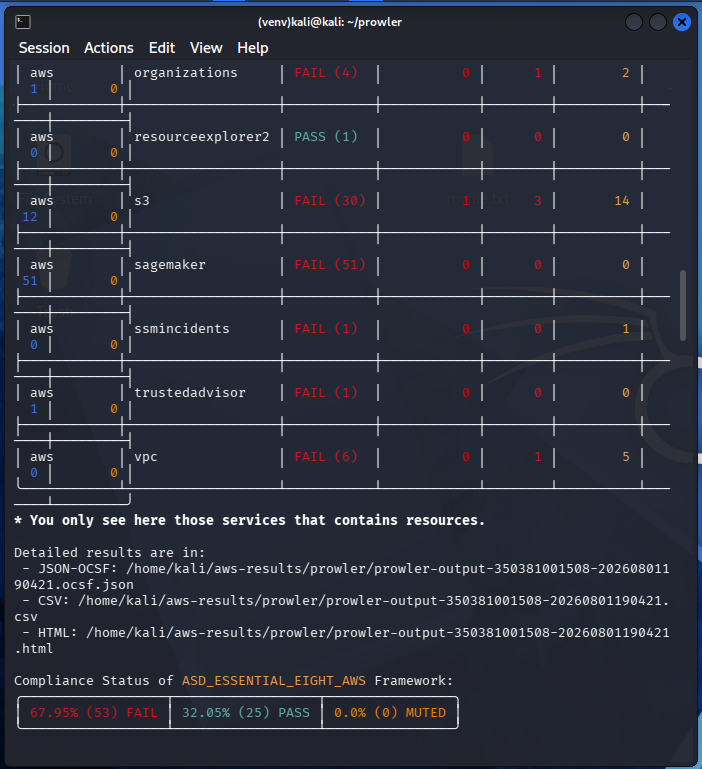 (venv)kali@kali: ~/prowler
Session Actions Edit View Help
| aws | organizations | FAIL (4) | 0 | 1 | 2 |
1 | 0 |
| aws | resourceexplorer2 | PASS (1) | 0 | 0 | 0 |
0 | 0 |
| aws | s3 | FAIL (30) | 1 | 3 | 14 |
12 | 0 |
| aws | sagemaker | FAIL (51) | 0 | 0 | 0 |
51 | 0 |
| aws | ssmincidents | FAIL (1) | 0 | 0 | 1 |
0 | 0 |
| aws | trustedadvisor | FAIL (1) | 0 | 0 | 0 |
1 | 0 |
| aws | vpc | FAIL (6) | 0 | 1 | 5 |
0 | 0 |
* You only see here those services that contains resources.
Detailed results are in:
- JSON-OCSF: /home/kali/aws-results/prowler/prowler-output-350381001508-202608011
90421.ocsf.json
- CSV: /home/kali/aws-results/prowler/prowler-output-350381001508-20260801190421.
csv
- HTML: /home/kali/aws-results/prowler/prowler-output-350381001508-20260801190421
.html
Compliance Status of ASD_ESSENTIAL_EIGHT_AWS Framework:
| 67.95% (53) FAIL | 32.05% (25) PASS | 0.0% (0) MUTED |